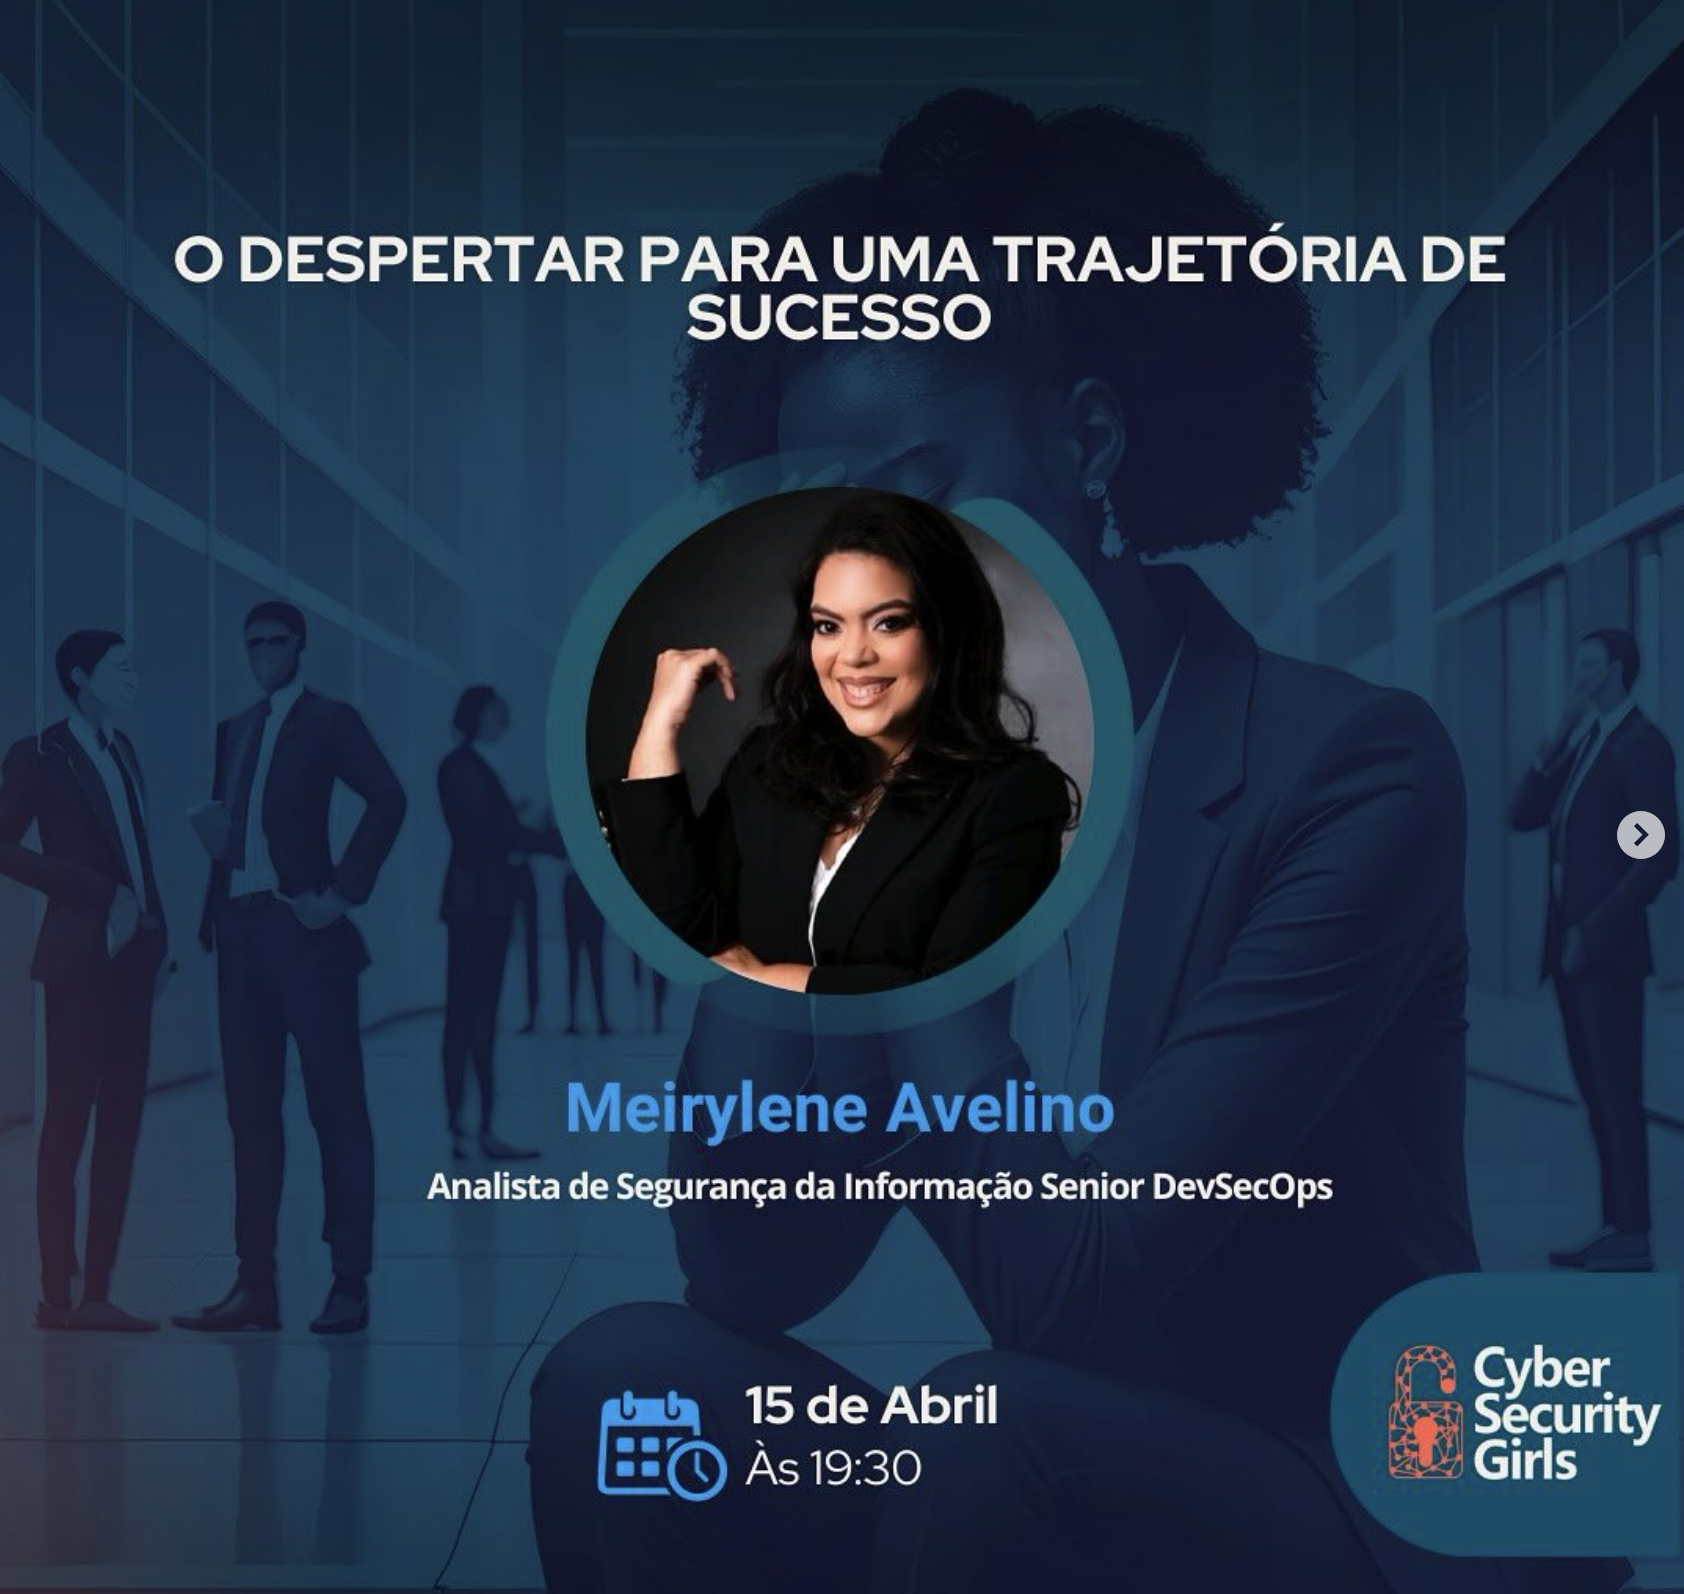 O DESPERTAR PARA UMA TRAJETÓRIA DE
SUCESSO
Meirylene Avelino
Analista de Segurança da Informação Senior DevSecOps
15 de Abril
Às 19:30
Cyber
Security
Girls